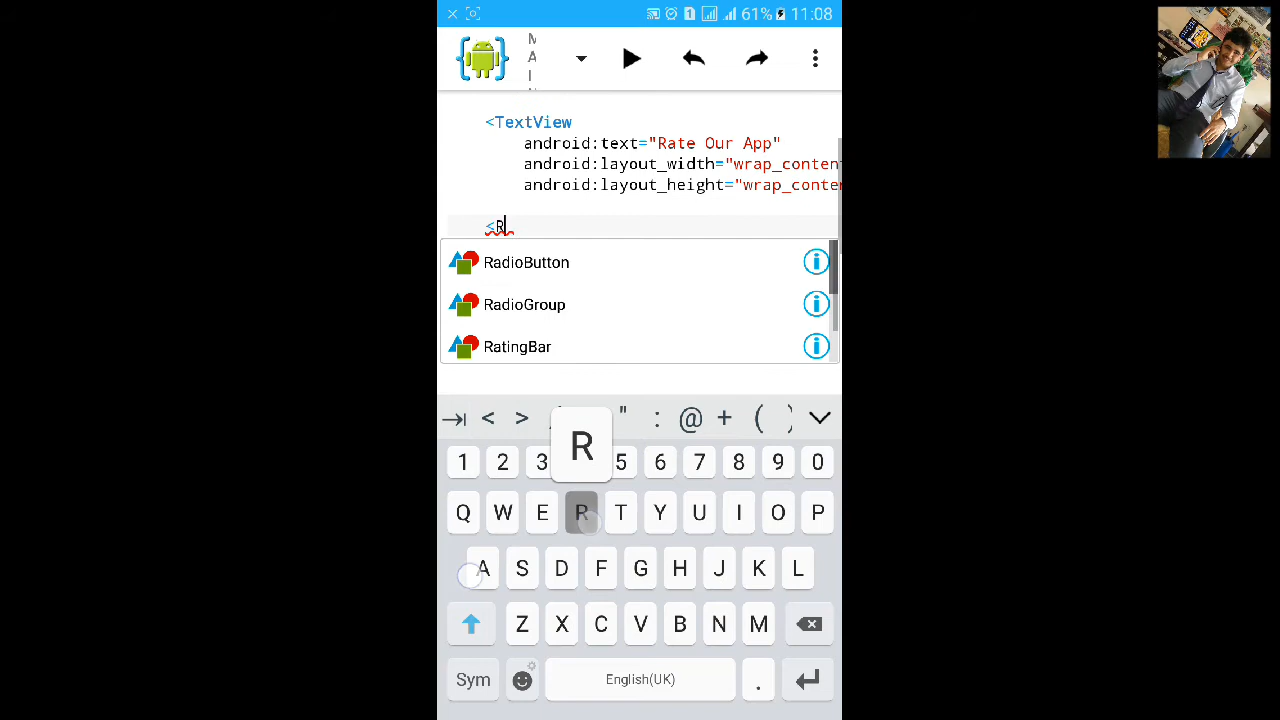 61% 11:08
M
A
I
N
<TextView
android:text="Rate Our App"
android:layout_width="wrap_conten
android:layout_height="wrap_conte
<R
RadioButton
RadioGroup
RatingBar
< > " : @ + ( )
R
1 2 3 5 6 7 8 9 0
Q W E R T Y U I O P
A S D F G H J K L
Z X C V B N M
Sym English(UK) .